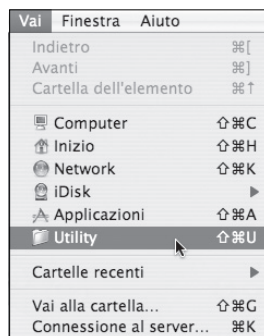 Vai Finestra Aiuto
Indietro ⌘[
Avanti ⌘]
Cartella dell'elemento ⌘↑
Computer ⇧⌘C
Inizio ⇧⌘H
Network ⇧⌘K
iDisk ▶
Applicazioni ⇧⌘A
Utility ⇧⌘U
Cartelle recenti ▶
Vai alla cartella... ⇧⌘G
Connessione al server... ⌘K